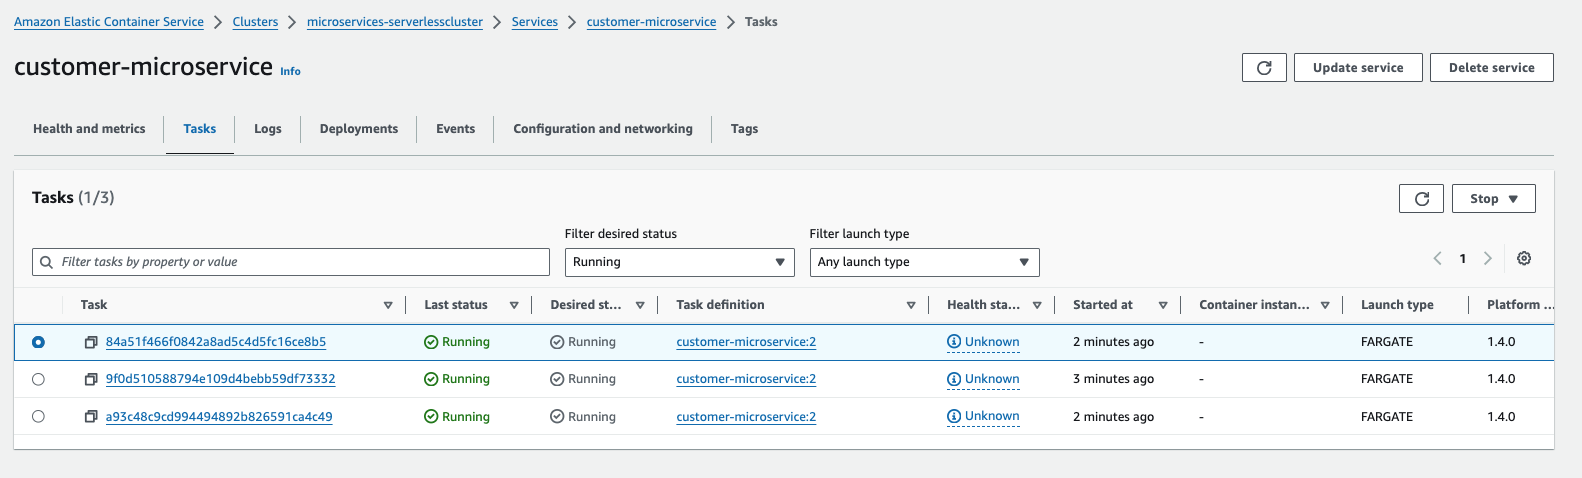 Amazon Elastic Container Service > Clusters > microservices-serverlesscluster > Services > customer-microservice > Tasks
customer-microservice Info
Update service Delete service
Health and metrics Tasks Logs Deployments Events Configuration and networking Tags
Tasks (1/3)
Stop
Filter desired status Filter launch type
Filter tasks by property or value Running Any launch type 1
Task Last status Desired st... Task definition Health sta... Started at Container instan... Launch type Platform ...
84a51f466f0842a8ad5c4d5fc16ce8b5 Running Running customer-microservice:2 Unknown 2 minutes ago - FARGATE 1.4.0
9f0d510588794e109d4bebb59df73332 Running Running customer-microservice:2 Unknown 3 minutes ago - FARGATE 1.4.0
a93c48c9cd994494892b826591ca4c49 Running Running customer-microservice:2 Unknown 2 minutes ago - FARGATE 1.4.0